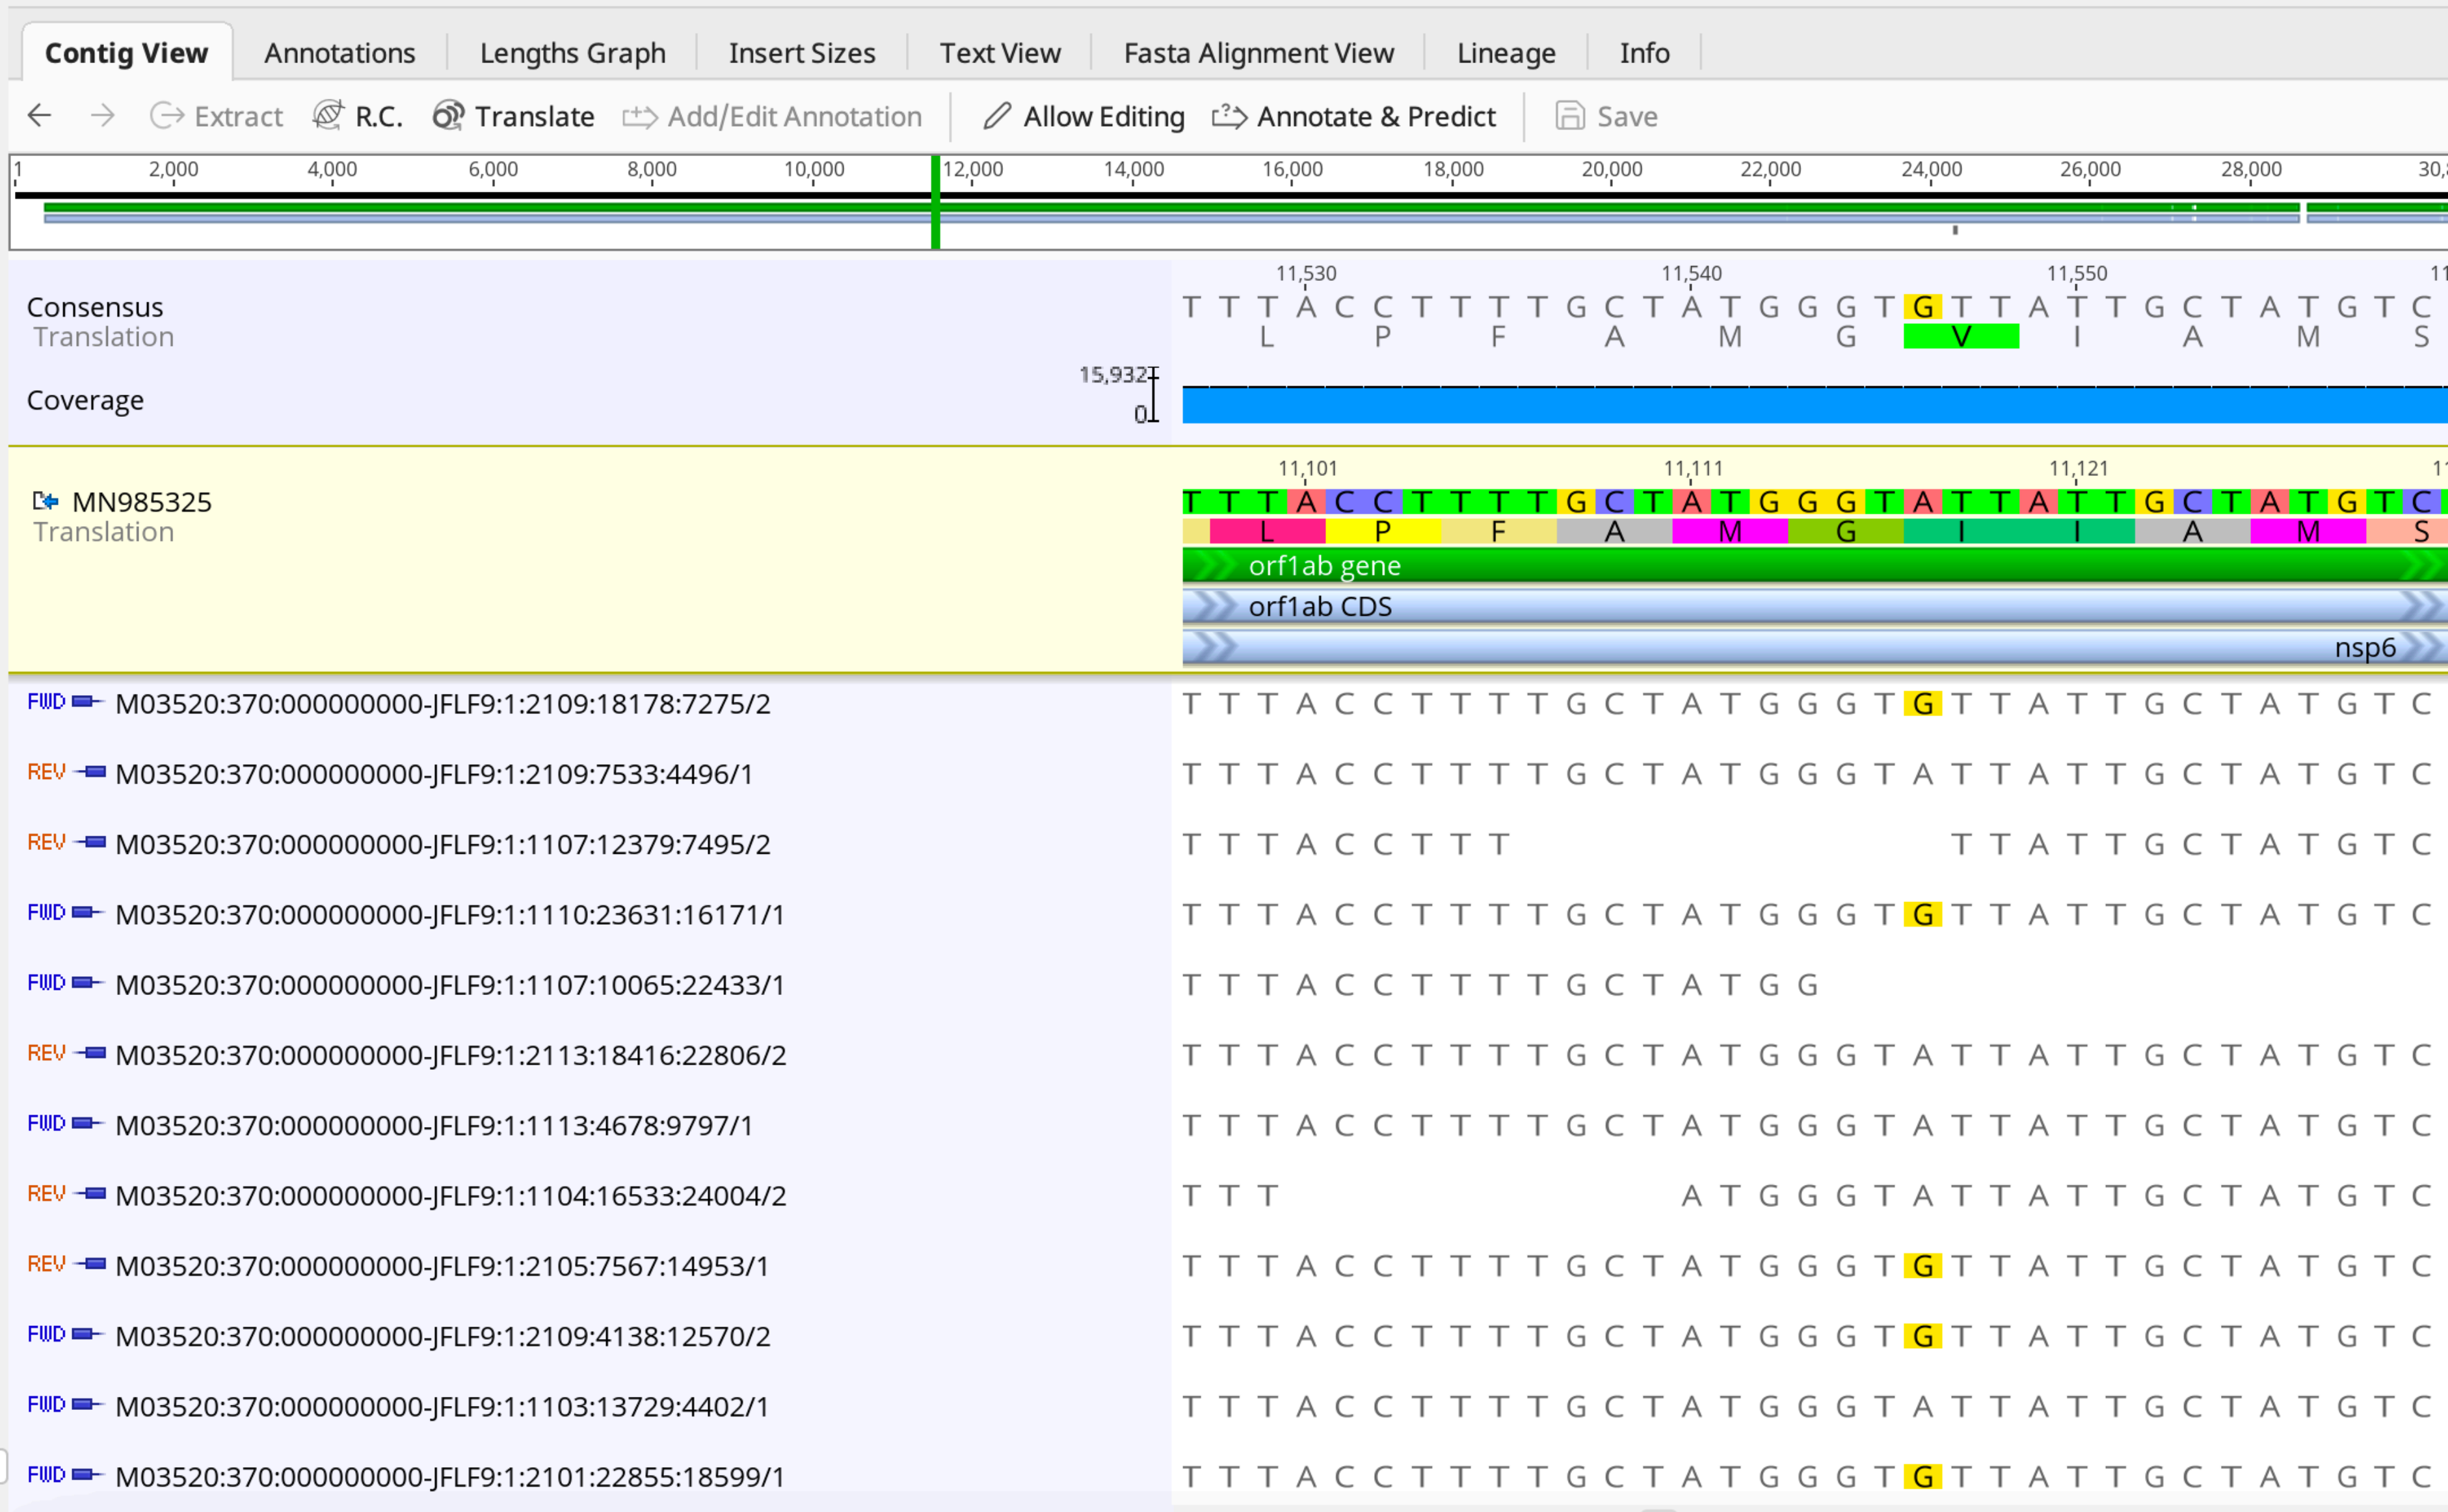 Contig View Annotations Lengths Graph Insert Sizes Text View Fasta Alignment View Lineage Info
Extract R.C. Translate Add/Edit Annotation Allow Editing Annotate & Predict Save
1 2,000 4,000 6,000 8,000 10,000 12,000 14,000 16,000 18,000 20,000 22,000 24,000 26,000 28,000 30,
11,530 11,540 11,550 11
Consensus T T T A C C T T T T G C T A T G G G T G T T A T T G C T A T G T C
Translation L P F A M G V I A M S
15,932
Coverage
0
11,101 11,111 11,121 11
MN985325 T T T A C C T T T T G C T A T G G G T A T T A T T G C T A T G T C
Translation L P F A M G I I A M S
orf1ab gene
orf1ab CDS
nsp6
FWD M03520:370:000000000-JFLF9:1:2109:18178:7275/2 T T T A C C T T T T G C T A T G G G T G T T A T T G C T A T G T C
REV M03520:370:000000000-JFLF9:1:2109:7533:4496/1 T T T A C C T T T T G C T A T G G G T A T T A T T G C T A T G T C
REV M03520:370:000000000-JFLF9:1:1107:12379:7495/2 T T T A C C T T T T T A T T G C T A T G T C
FWD M03520:370:000000000-JFLF9:1:1110:23631:16171/1 T T T A C C T T T T G C T A T G G G T G T T A T T G C T A T G T C
FWD M03520:370:000000000-JFLF9:1:1107:10065:22433/1 T T T A C C T T T T G C T A T G G
REV M03520:370:000000000-JFLF9:1:2113:18416:22806/2 T T T A C C T T T T G C T A T G G G T A T T A T T G C T A T G T C
FWD M03520:370:000000000-JFLF9:1:1113:4678:9797/1 T T T A C C T T T T G C T A T G G G T A T T A T T G C T A T G T C
REV M03520:370:000000000-JFLF9:1:1104:16533:24004/2 T T T A T G G G T A T T A T T G C T A T G T C
REV M03520:370:000000000-JFLF9:1:2105:7567:14953/1 T T T A C C T T T T G C T A T G G G T G T T A T T G C T A T G T C
FWD M03520:370:000000000-JFLF9:1:2109:4138:12570/2 T T T A C C T T T T G C T A T G G G T G T T A T T G C T A T G T C
FWD M03520:370:000000000-JFLF9:1:1103:13729:4402/1 T T T A C C T T T T G C T A T G G G T A T T A T T G C T A T G T C
FWD M03520:370:000000000-JFLF9:1:2101:22855:18599/1 T T T A C C T T T T G C T A T G G G T G T T A T T G C T A T G T C